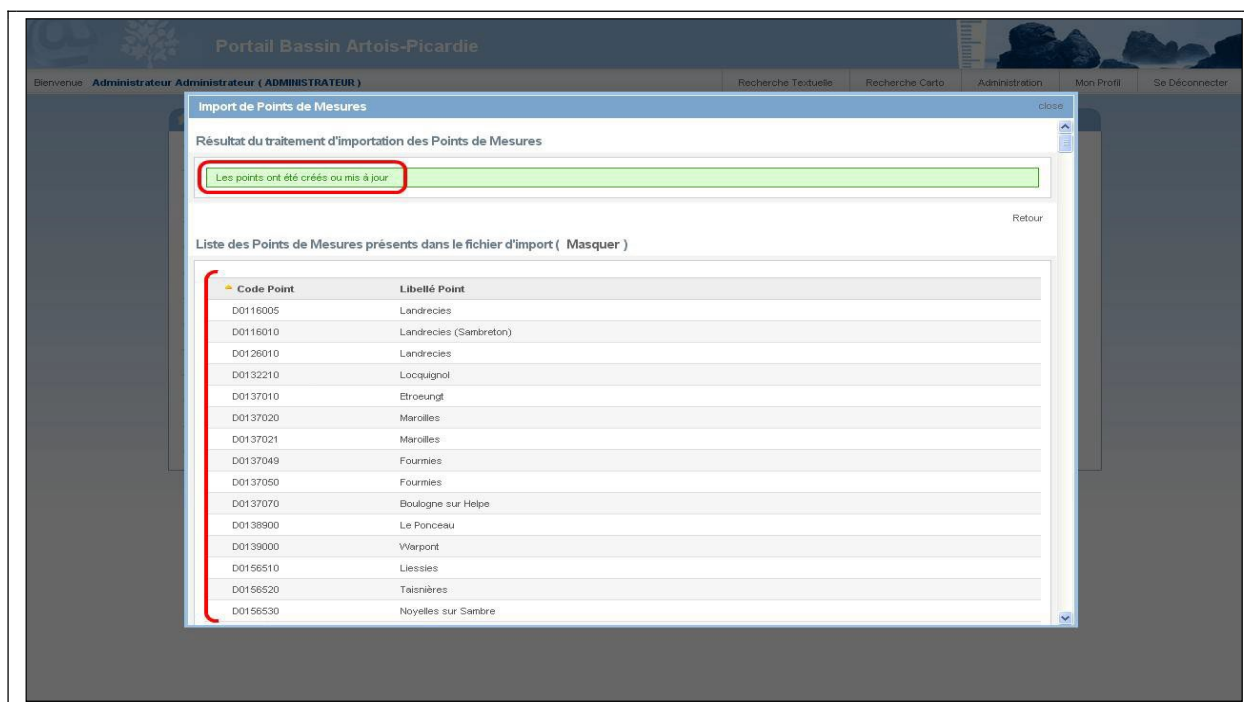 Portail Bassin Artois-Picardie
Bienvenue Administrateur Administrateur ( ADMINISTRATEUR ) Recherche Textuelle Recherche Carto Administration Mon Profil Se Déconnecter
Import de Points de Mesures close
Résultat du traitement d'importation des Points de Mesures
Les points ont été créés ou mis à jour
Retour
Liste des Points de Mesures présents dans le fichier d'import ( Masquer )
Code Point Libellé Point
D0116005 Landrecies
D0116010 Landrecies (Sambreton)
D0126010 Landrecies
D0132210 Locquignol
D0137010 Etroeungt
D0137020 Maroilles
D0137021 Maroilles
D0137049 Fourmies
D0137050 Fourmies
D0137070 Boulogne sur Helpe
D0138900 Le Ponceau
D0139000 Warpont
D0156510 Liessies
D0156520 Taisnières
D0156530 Noyelles sur Sambre